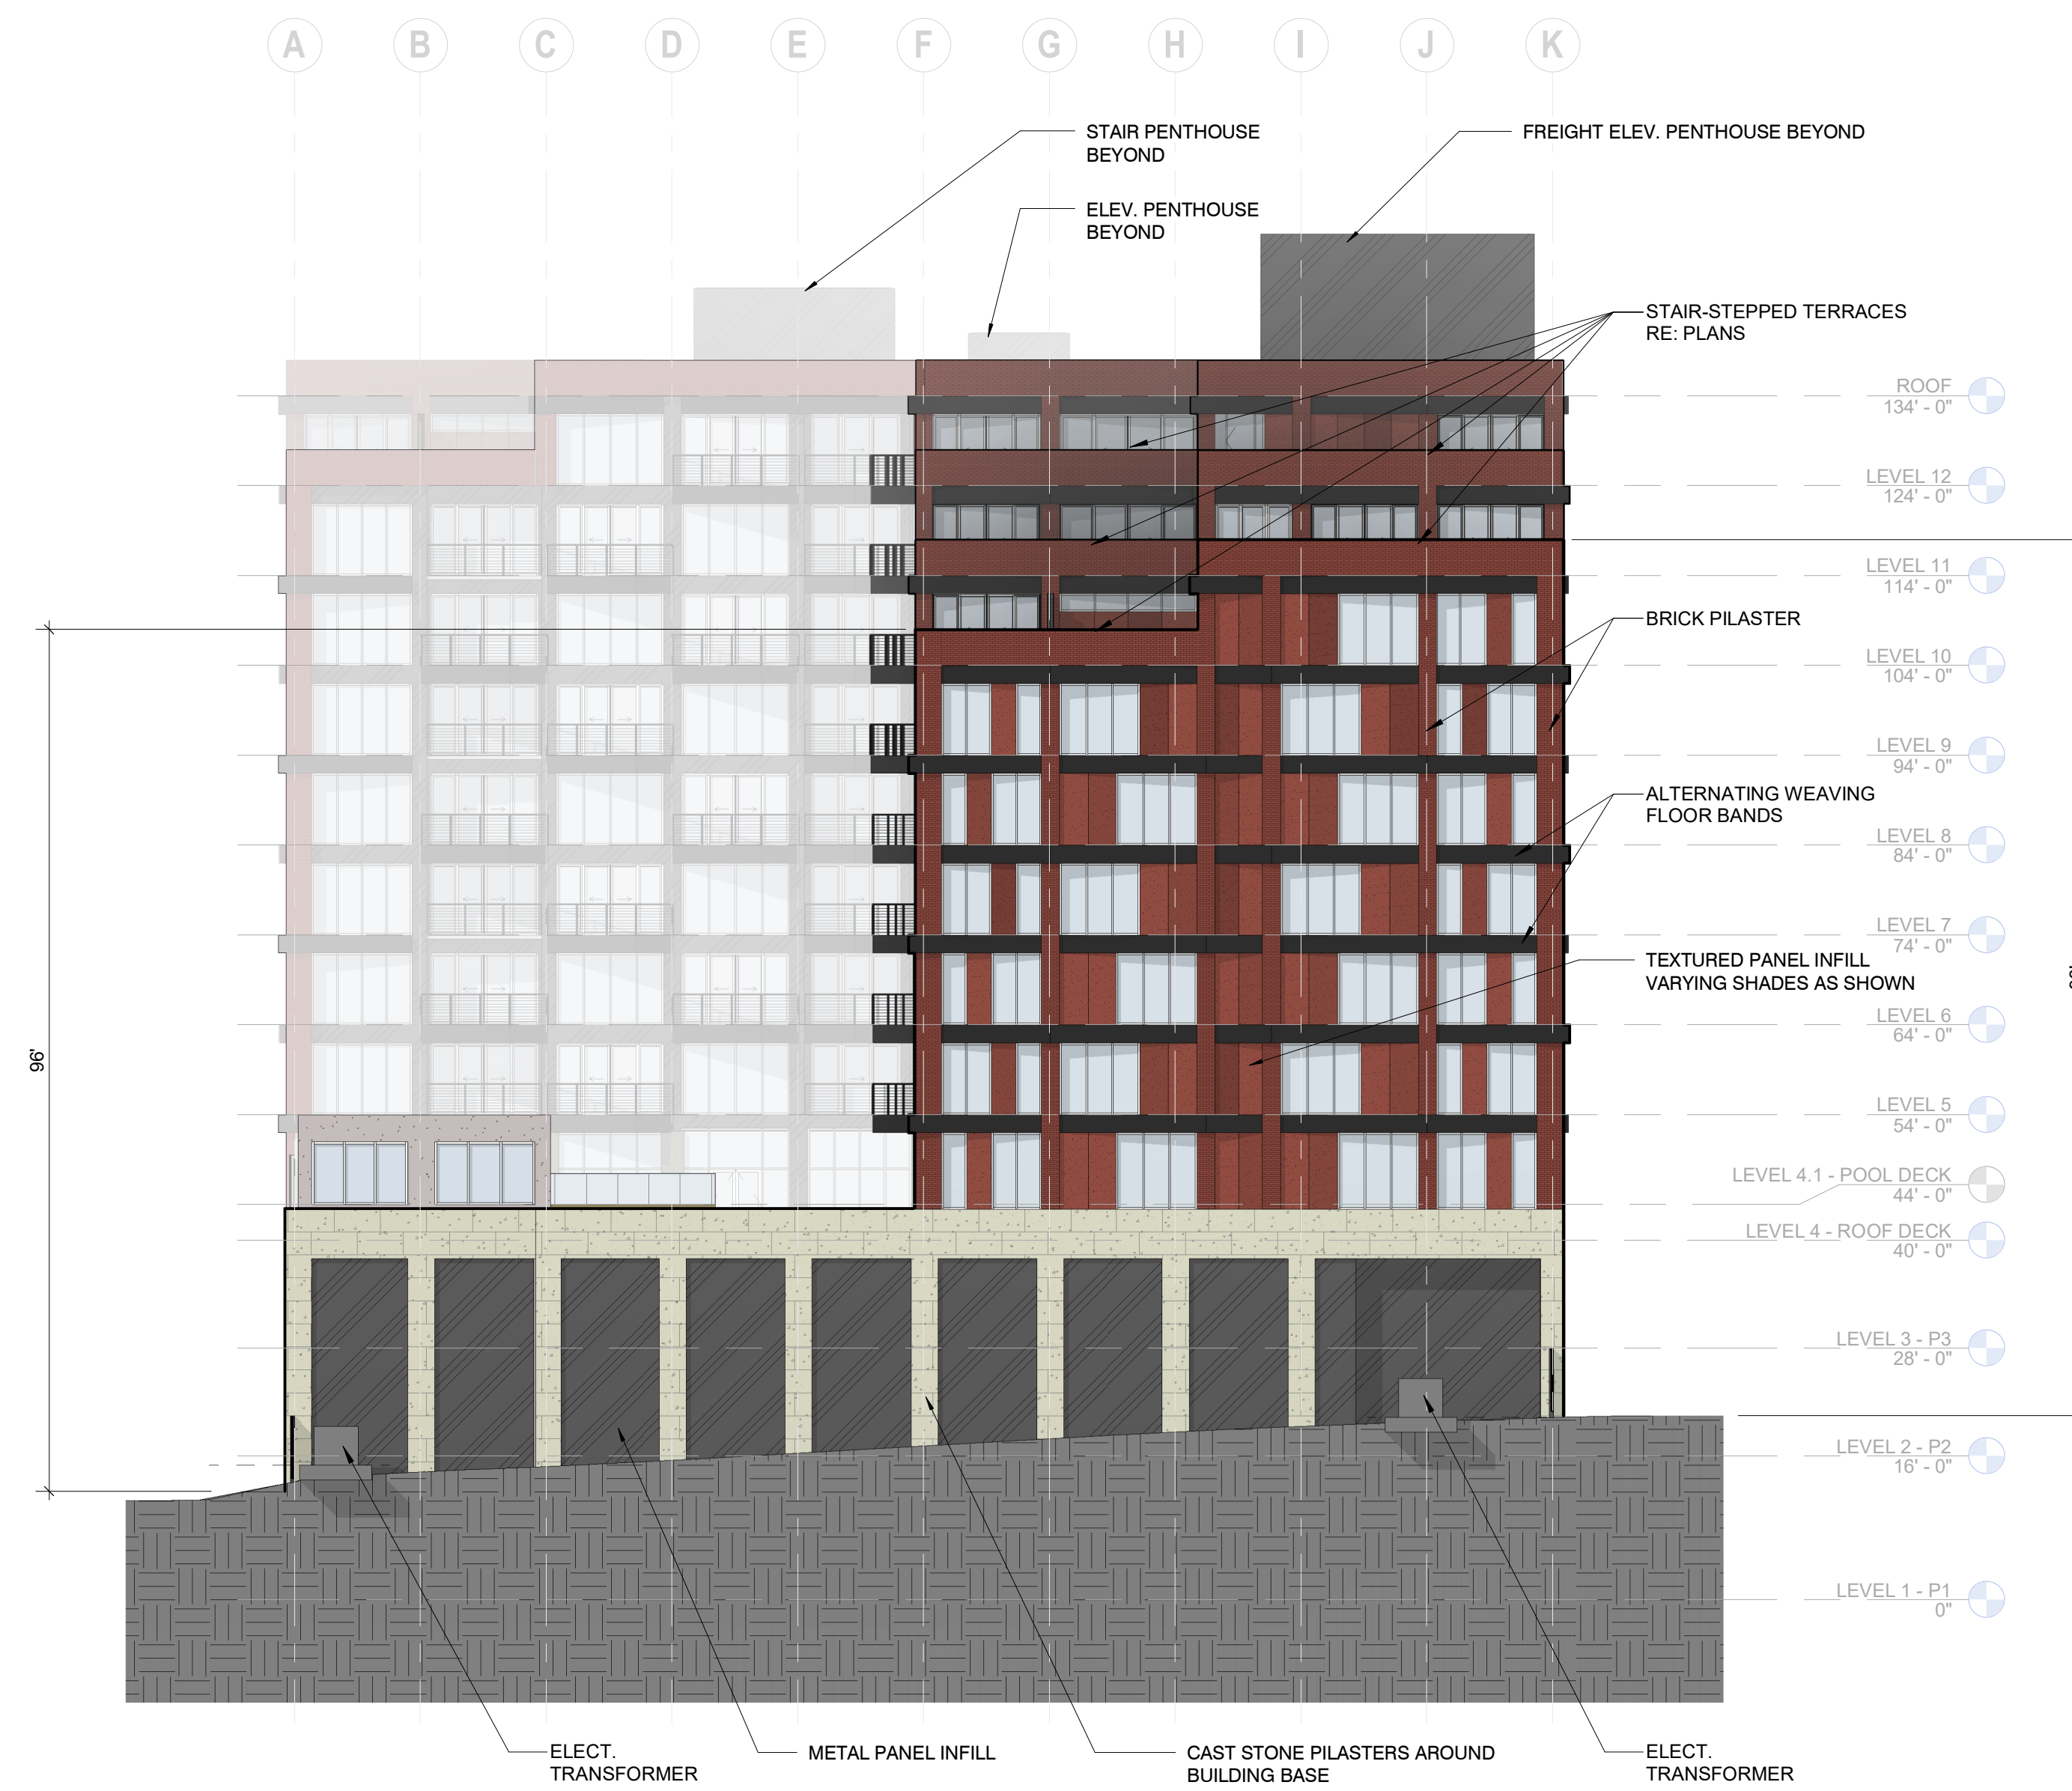 A B C D E F G H I J K
STAIR PENTHOUSE
BEYOND
FREIGHT ELEV. PENTHOUSE BEYOND
ELEV. PENTHOUSE
BEYOND
STAIR-STEPPED TERRACES
RE: PLANS
ROOF
134' - 0"
LEVEL 12
124' - 0"
LEVEL 11
114' - 0"
BRICK PILASTER
LEVEL 10
104' - 0"
LEVEL 9
94' - 0"
ALTERNATING WEAVING
FLOOR BANDS
LEVEL 8
84' - 0"
LEVEL 7
74' - 0"
TEXTURED PANEL INFILL
VARYING SHADES AS SHOWN
LEVEL 6
64' - 0"
96'
LEVEL 5
54' - 0"
LEVEL 4.1 - POOL DECK
44' - 0"
LEVEL 4 - ROOF DECK
40' - 0"
LEVEL 3 - P3
28' - 0"
LEVEL 2 - P2
16' - 0"
LEVEL 1 - P1
0"
ELECT.
TRANSFORMER
METAL PANEL INFILL
CAST STONE PILASTERS AROUND
BUILDING BASE
ELECT.
TRANSFORMER